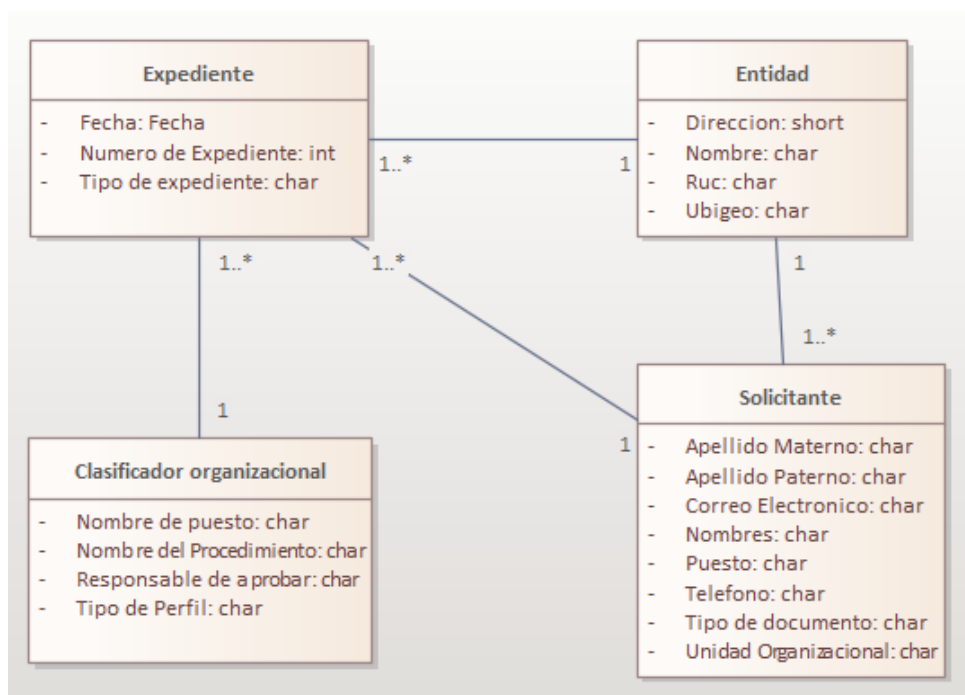 Expediente
- Fecha: Fecha
- Numero de Expediente: int
- Tipo de expediente: char
Entidad
- Direccion: short
- Nombre: char
- Ruc: char
- Ubigeo: char
1..*
1
1..*
1..*
1
1..*
1
1
Clasificador organizacional
- Nombre de puesto: char
- Nombre del Procedimiento: char
- Responsable de aprobar: char
- Tipo de Perfil: char
Solicitante
- Apellido Materno: char
- Apellido Paterno: char
- Correo Electronico: char
- Nombres: char
- Puesto: char
- Telefono: char
- Tipo de documento: char
- Unidad Organizacional: char